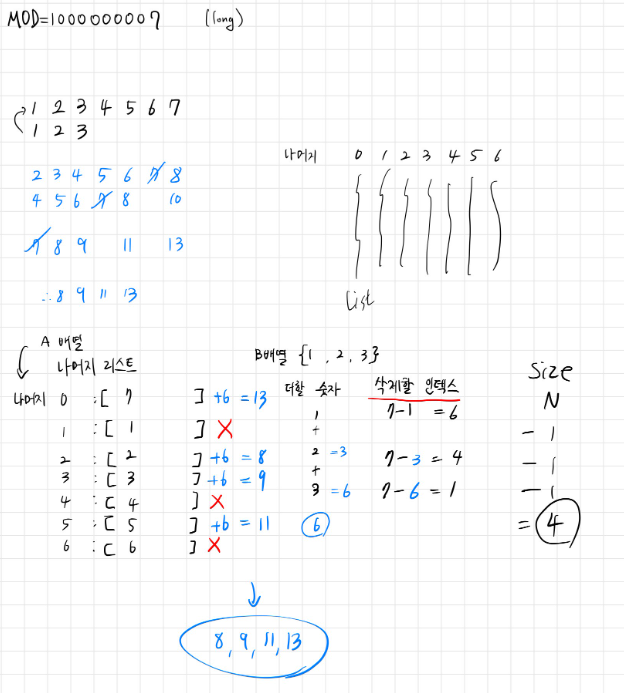 MOD=1000000007 (long)
1 2 3 4 5 6 7
1 2 3
나머지 0 1 2 3 4 5 6
2 3 4 5 6 7 8
4 5 6 7 8 10
7 8 9 11 13
List
∴ 8 9 11 13
A 배열
나머지 리스트
B배열 {1, 2, 3}
더할 숫자 삭제할 인덱스 Size
나머지 0 : [ 7 ] +6 = 13 1 7-1 = 6 N
1 : [ 1 ] X + - 1
2 : [ 2 ] +6 = 8 2 =3 7-3 = 4 - 1
3 : [ 3 ] +6 = 9 +
4 : [ 4 ] X 3 =6 7-6 = 1 - 1
5 : [ 5 ] +6 = 11 6 = 4
6 : [ 6 ] X
8, 9, 11, 13